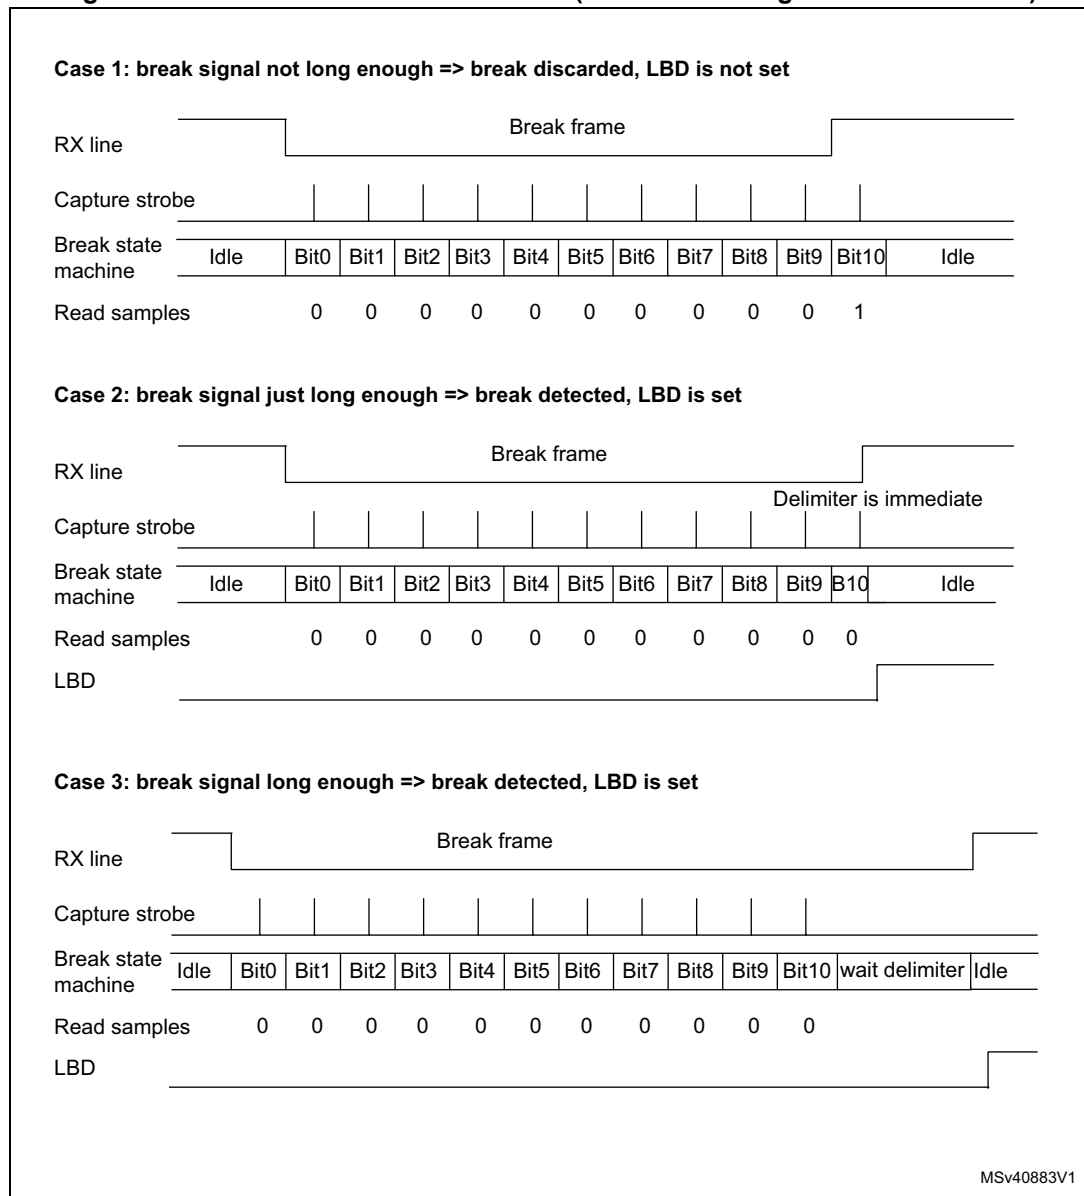 Case 1: break signal not long enough => break discarded, LBD is not set
Break frame
RX line
Capture strobe
Break state machine Idle Bit0 Bit1 Bit2 Bit3 Bit4 Bit5 Bit6 Bit7 Bit8 Bit9 Bit10 Idle
Read samples 0 0 0 0 0 0 0 0 0 0 1
Case 2: break signal just long enough => break detected, LBD is set
Break frame
RX line
Delimiter is immediate
Capture strobe
Break state machine Idle Bit0 Bit1 Bit2 Bit3 Bit4 Bit5 Bit6 Bit7 Bit8 Bit9 B10 Idle
Read samples 0 0 0 0 0 0 0 0 0 0 0
LBD
Case 3: break signal long enough => break detected, LBD is set
Break frame
RX line
Capture strobe
Break state machine Idle Bit0 Bit1 Bit2 Bit3 Bit4 Bit5 Bit6 Bit7 Bit8 Bit9 Bit10 wait delimiter Idle
Read samples 0 0 0 0 0 0 0 0 0 0 0
LBD
MSv40883V1